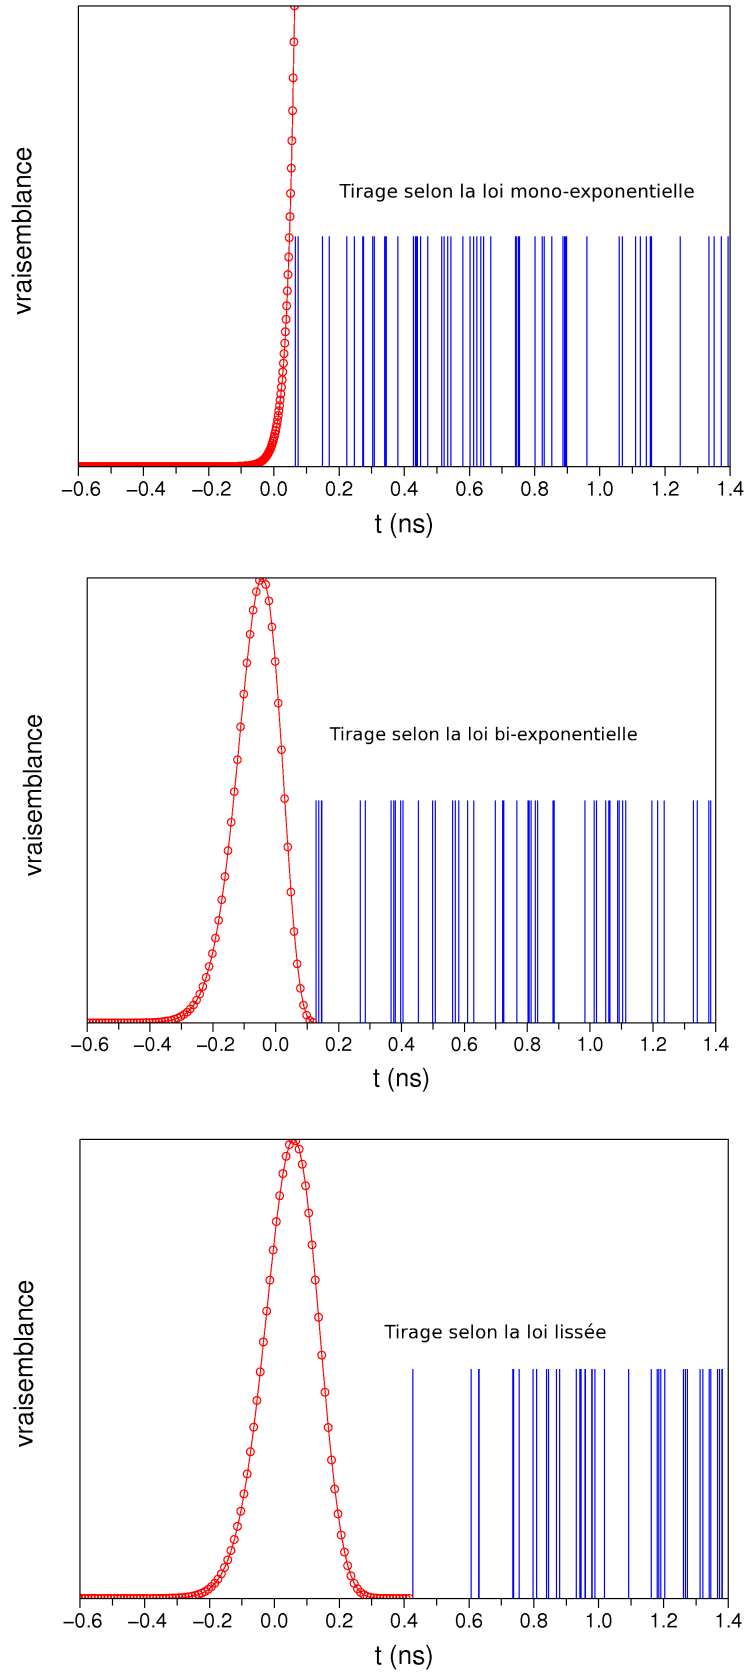 vraisemblance
Tirage selon la loi mono-exponentielle
−0.6 −0.4 −0.2 0.0 0.2 0.4 0.6 0.8 1.0 1.2 1.4
t (ns)
vraisemblance
Tirage selon la loi bi-exponentielle
−0.6 −0.4 −0.2 0.0 0.2 0.4 0.6 0.8 1.0 1.2 1.4
t (ns)
vraisemblance
Tirage selon la loi lissée
−0.6 −0.4 −0.2 0.0 0.2 0.4 0.6 0.8 1.0 1.2 1.4
t (ns)